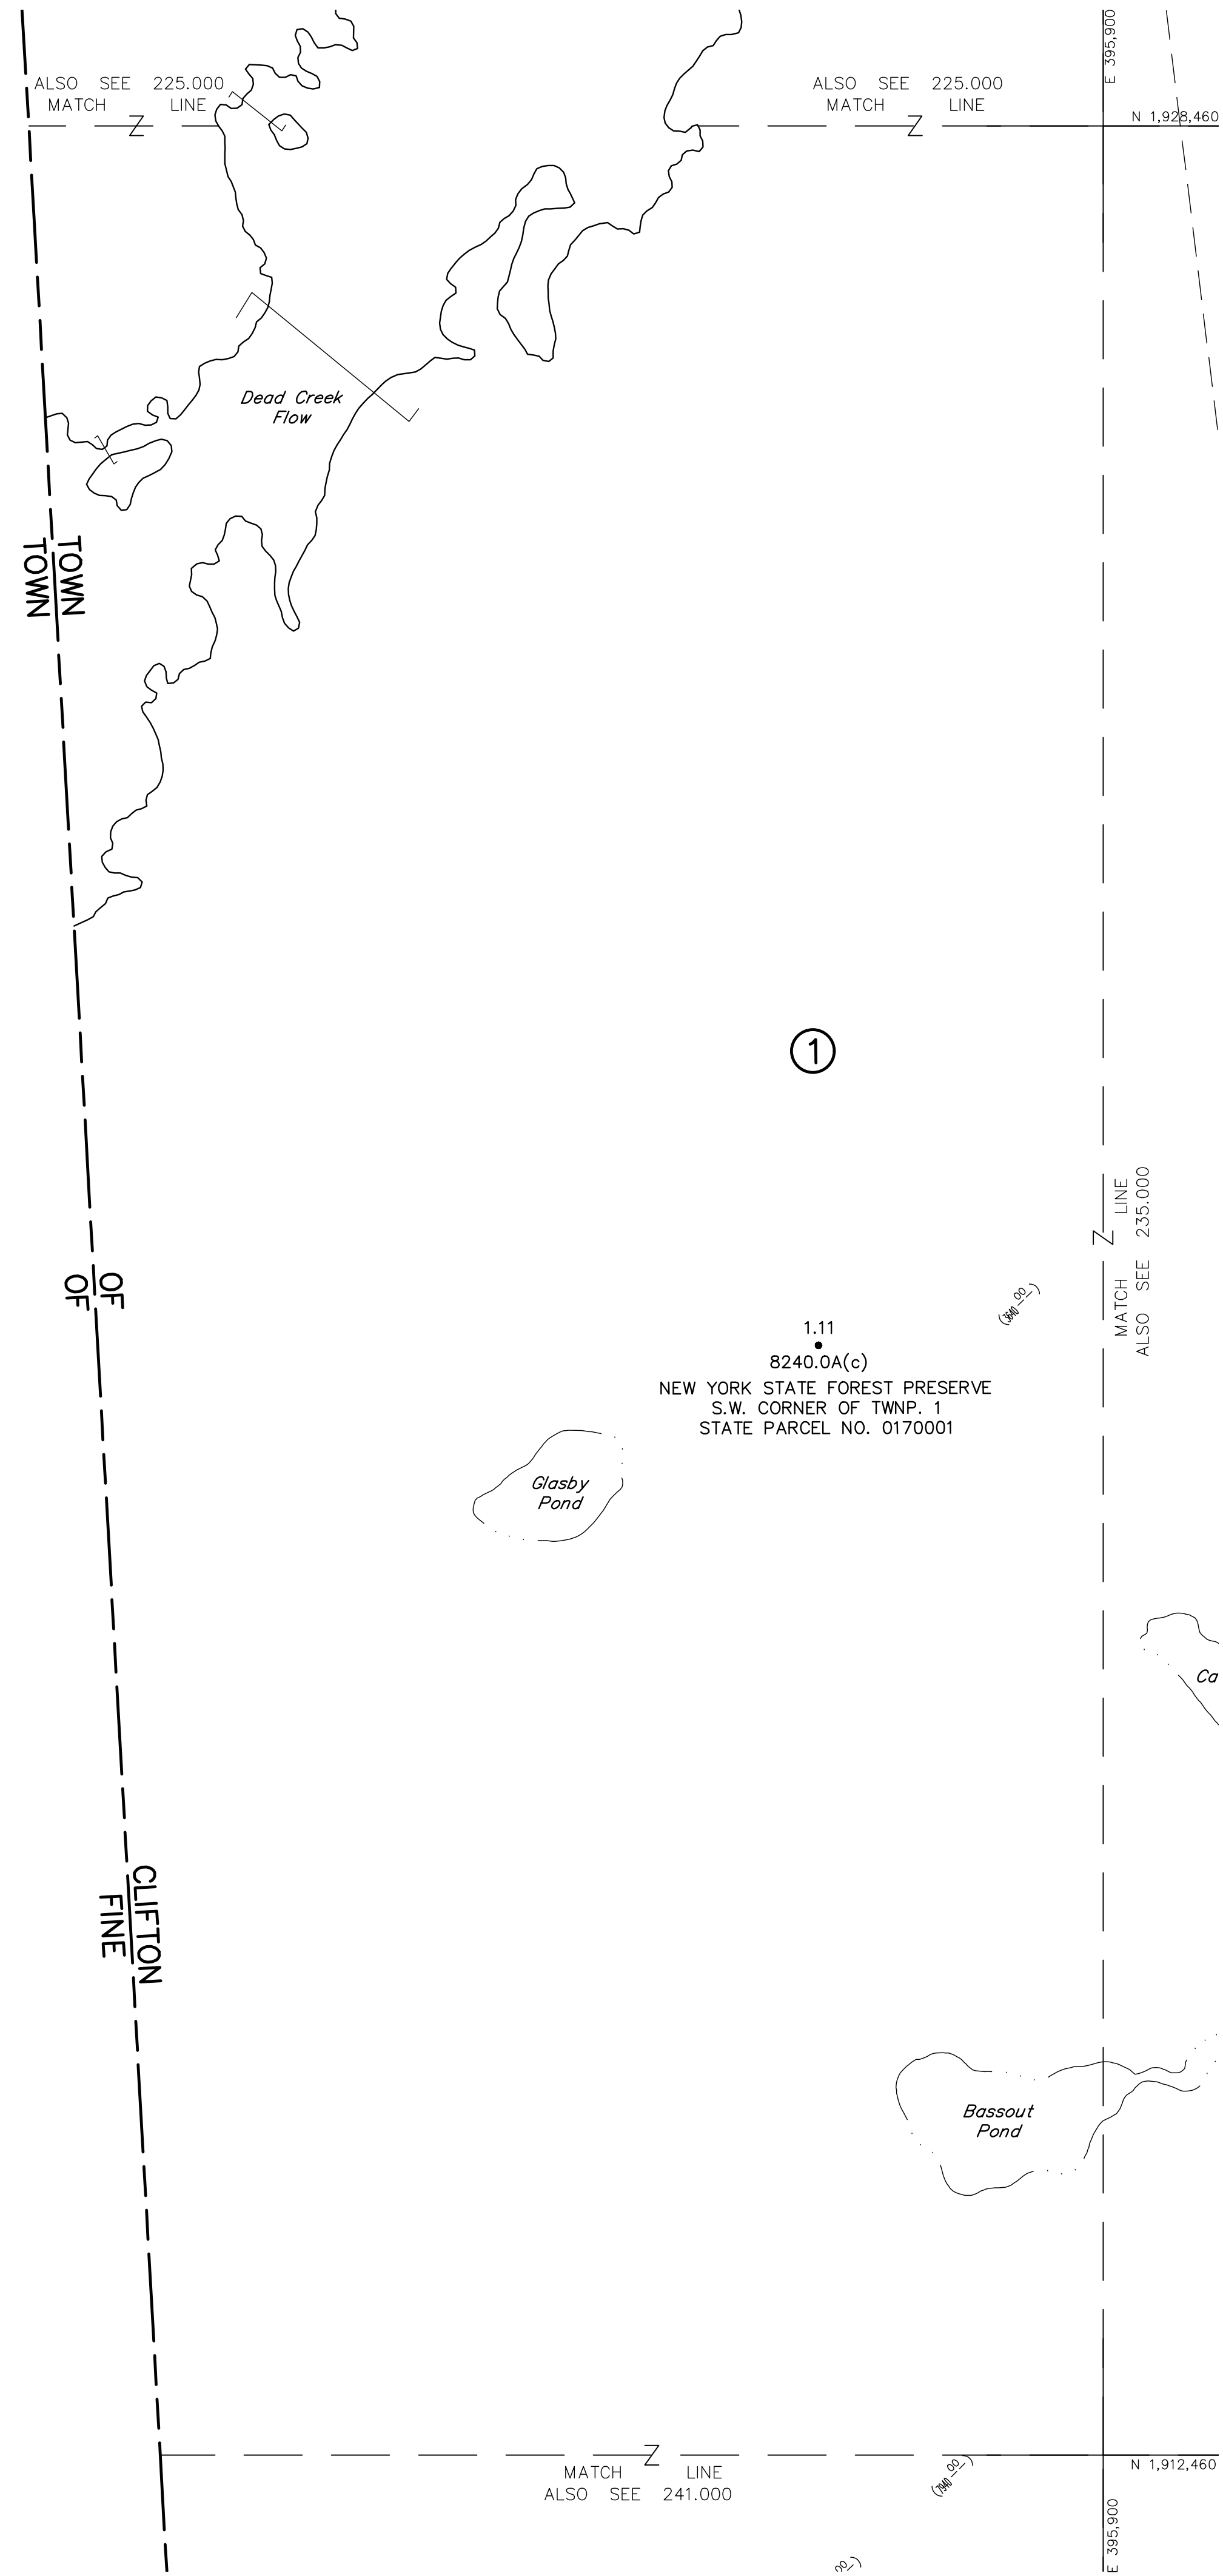 E 395,900
ALSO SEE 225.000
MATCH LINE
ALSO SEE 225.000
MATCH LINE
N 1,928,460
Dead Creek
Flow
TOWN
TOWN
1
LINE
235.000
MATCH
ALSO SEE
OF
OF
1.11
8240.0A(c)
NEW YORK STATE FOREST PRESERVE
S.W. CORNER OF TWNP. 1
STATE PARCEL NO. 0170001
Glasby
Pond
Ca
CLIFTON
FINE
Bassout
Pond
MATCH LINE
ALSO SEE 241.000
N 1,912,460
E 395,900